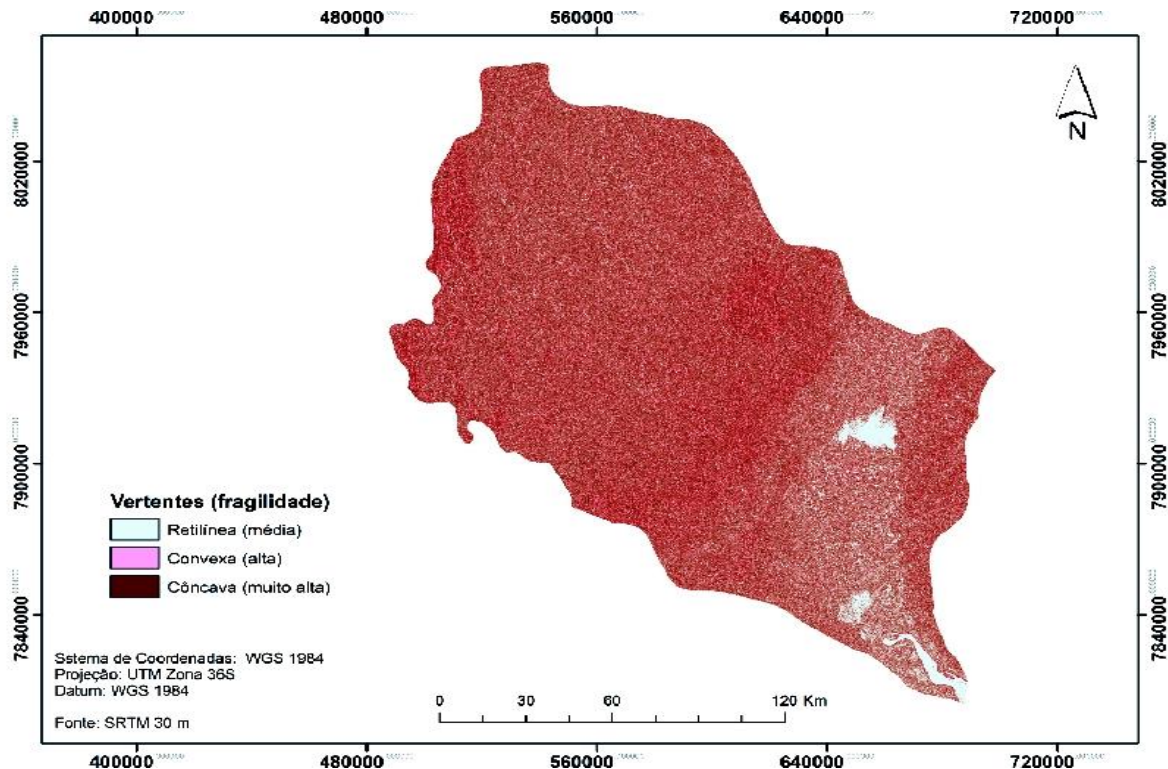 400000 480000 560000 640000 720000
8020000 8020000
7960000 7960000
7900000 7900000
7840000 7840000
N
Vertentes (fragilidade)
Retilínea (média)
Convexa (alta)
Côncava (muito alta)
Sstema de Coordenadas: WGS 1984
Projeção: UTM Zona 36S
Datum: WGS 1984
Fonte: SRTM 30 m
0 30 60 120 Km
400000 480000 560000 640000 720000